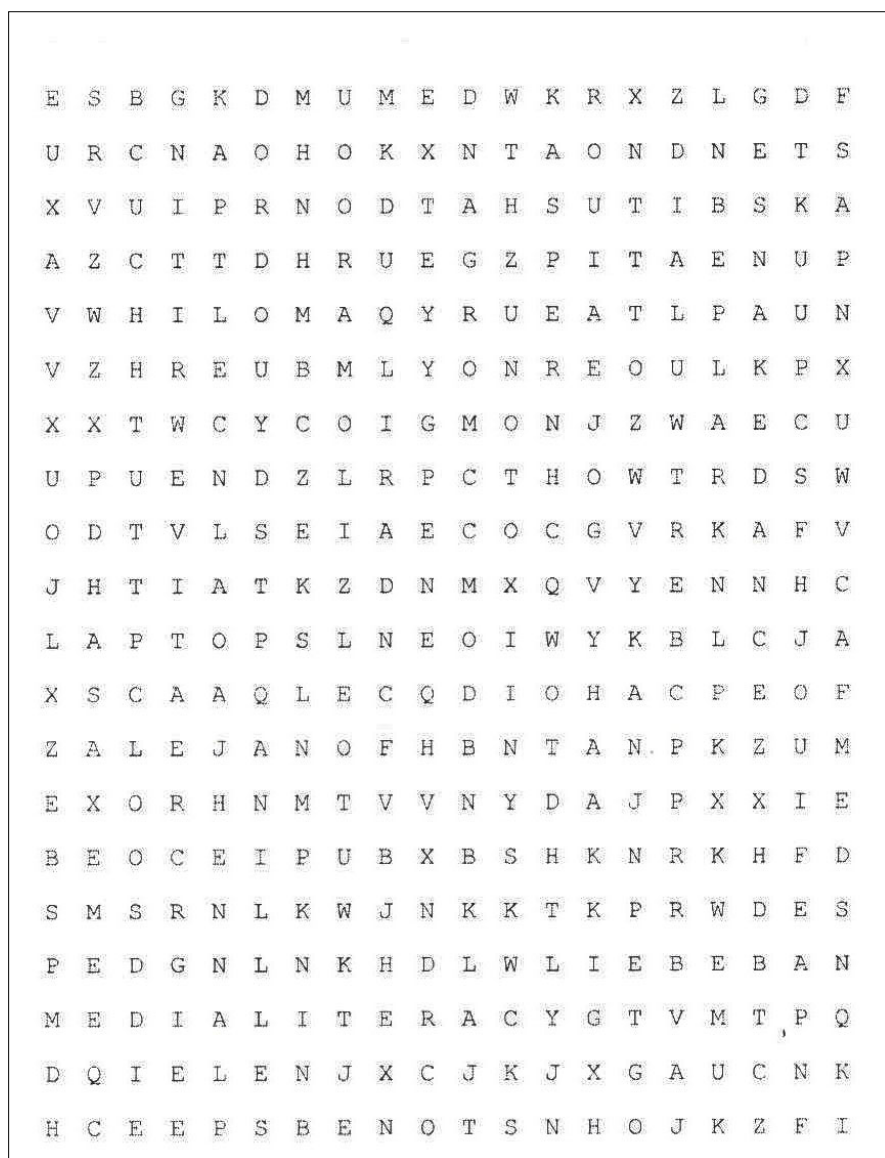 E S B G K D M U M E D W K R X Z L G D F
U R C N A O H O K X N T A O N D N E T S
X V U I P R N O D T A H S U T I B S K A
A Z C T T D H R U E G Z P I T A E N U P
V W H I L O M A Q Y R U E A T L P A U N
V Z H R E U B M L Y O N R E O U L K P X
X X T W C Y C O I G M O N J Z W A E C U
U P U E N D Z L R P C T H O W T R D S W
O D T V L S E I A E C O C G V R K A F V
J H T I A T K Z D N M X Q V Y E N N H C
L A P T O P S L N E O I W Y K B L C J A
X S C A A Q L E C Q D I O H A C P E O F
Z A L E J A N O F H B N T A N P K Z U M
E X O R H N M T V V N Y D A J P X X I E
B E O C E I P U B X B S H K N R K H F D
S M S R N L K W J N K K T K P R W D E S
P E D G N L N K H D L W L I E B E B A N
M E D I A L I T E R A C Y G T V M T P Q
D Q I E L E N J X C J K J X G A U C N K
H C E E P S B E N O T S N H O J K Z F I